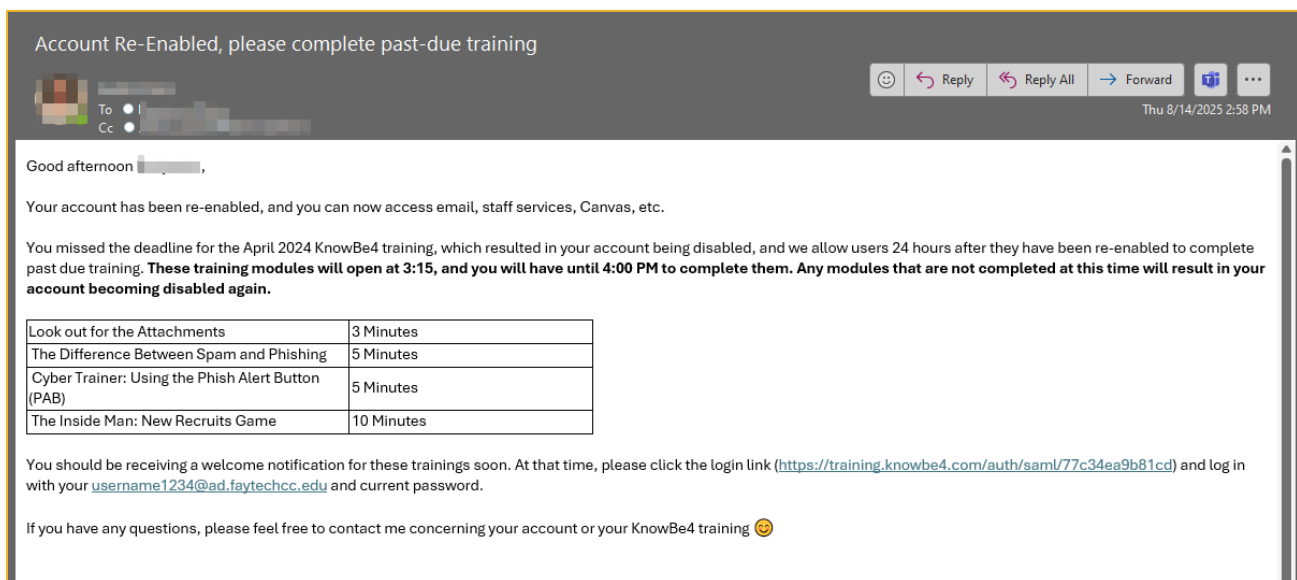 Account Re-Enabled, please complete past-due training
Reply
Reply All
Forward
To
Cc
Thu 8/14/2025 2:58 PM
Good afternoon ,
Your account has been re-enabled, and you can now access email, staff services, Canvas, etc.
You missed the deadline for the April 2024 KnowBe4 training, which resulted in your account being disabled, and we allow users 24 hours after they have been re-enabled to complete
past due training. These training modules will open at 3:15, and you will have until 4:00 PM to complete them. Any modules that are not completed at this time will result in your
account becoming disabled again.
Look out for the Attachments 3 Minutes
The Difference Between Spam and Phishing 5 Minutes
Cyber Trainer: Using the Phish Alert Button
(PAB) 5 Minutes
The Inside Man: New Recruits Game 10 Minutes
You should be receiving a welcome notification for these trainings soon. At that time, please click the login link (https://training.knowbe4.com/auth/saml/77c34ea9b81cd) and log in
with your username1234@ad.faytechcc.edu and current password.
If you have any questions, please feel free to contact me concerning your account or your KnowBe4 training 😊